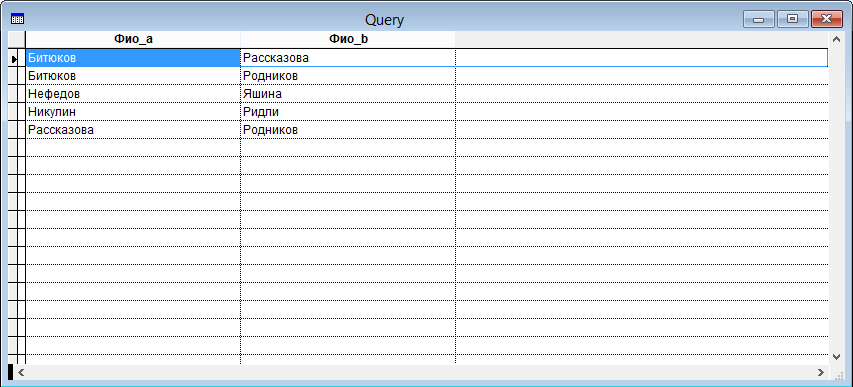 Query
Фио_a Фио_b
Битюков Рассказова
Битюков Родников
Нефедов Яшина
Никулин Ридли
Рассказова Родников